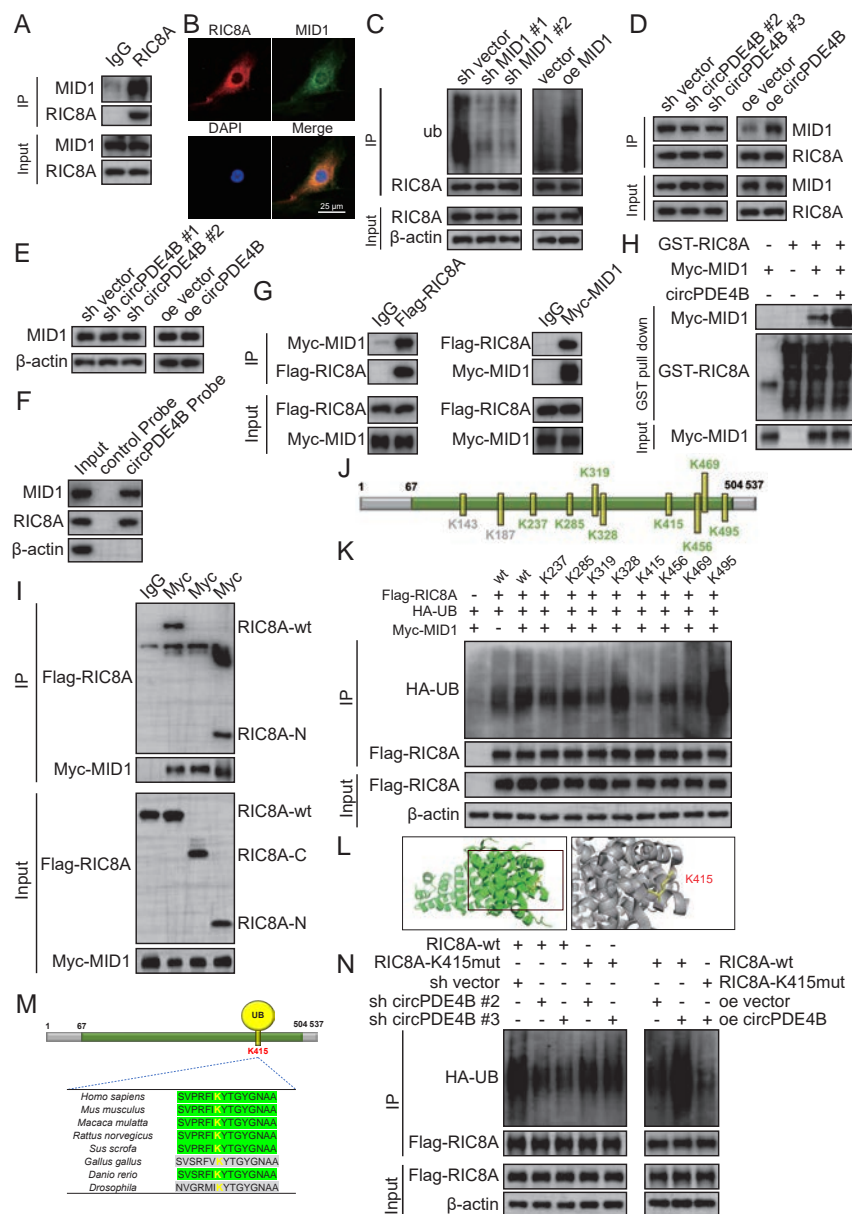 A
IgG
RIC8A
IP
MID1
RIC8A
Input
MID1
RIC8A
B
RIC8A
MID1
DAPI
Merge
25 μm
C
sh vector
sh MID1 #1
sh MID1 #2
vector
oe MID1
IP
ub
RIC8A
Input
RIC8A
β-actin
D
sh vector
sh circPDE4B #2
sh circPDE4B #3
oe vector
oe circPDE4B
IP
MID1
RIC8A
Input
MID1
RIC8A
E
sh vector
sh circPDE4B #1
sh circPDE4B #2
oe vector
oe circPDE4B
MID1
β-actin
F
Input
control Probe
circPDE4B Probe
MID1
RIC8A
β-actin
G
IgG
Flag-RIC8A
IP
Myc-MID1
Flag-RIC8A
Input
Flag-RIC8A
Myc-MID1
IgG
Myc-MID1
Flag-RIC8A
Myc-MID1
Flag-RIC8A
Myc-MID1
H
GST-RIC8A - + + +
Myc-MID1 + - + +
circPDE4B - - - +
GST pull down
Myc-MID1
GST-RIC8A
Input
Myc-MID1
I
IgG
Myc
Myc
Myc
IP
Flag-RIC8A
RIC8A-wt
RIC8A-N
Myc-MID1
Input
Flag-RIC8A
RIC8A-wt
RIC8A-C
RIC8A-N
Myc-MID1
J
K319
K469
1 67 504 537
K143
K187
K237
K285
K328
K415
K456
K495
K
wt wt K237 K285 K319 K328 K415 K456 K469 K495
Flag-RIC8A - + + + + + + + + + +
HA-UB + + + + + + + + + + +
Myc-MID1 + - + + + + + + + + +
IP
HA-UB
Flag-RIC8A
Input
Flag-RIC8A
β-actin
L
K415
M
UB
1 67 504 537
K415
Homo sapiens SVPRFIKYTGYGNAA
Mus musculus SVPRFIKYTGYGNAA
Macaca mulatta SVPRFIKYTGYGNAA
Rattus norvegicus SVPRFIKYTGYGNAA
Sus scrofa SVPRFIKYTGYGNAA
Gallus gallus SVSRFVKYTGYGNAA
Danio rerio SVSRFIKYTGYGNAA
Drosophila NVGRMIKYTGYGNAA
N
RIC8A-wt + + + - -
RIC8A-K415mut - - - + +
sh vector + - - - -
sh circPDE4B #2 - + - + -
sh circPDE4B #3 - - + - +
+ + - RIC8A-wt
- - + RIC8A-K415mut
+ - - oe vector
- + + oe circPDE4B
IP
HA-UB
Flag-RIC8A
Input
Flag-RIC8A
β-actin